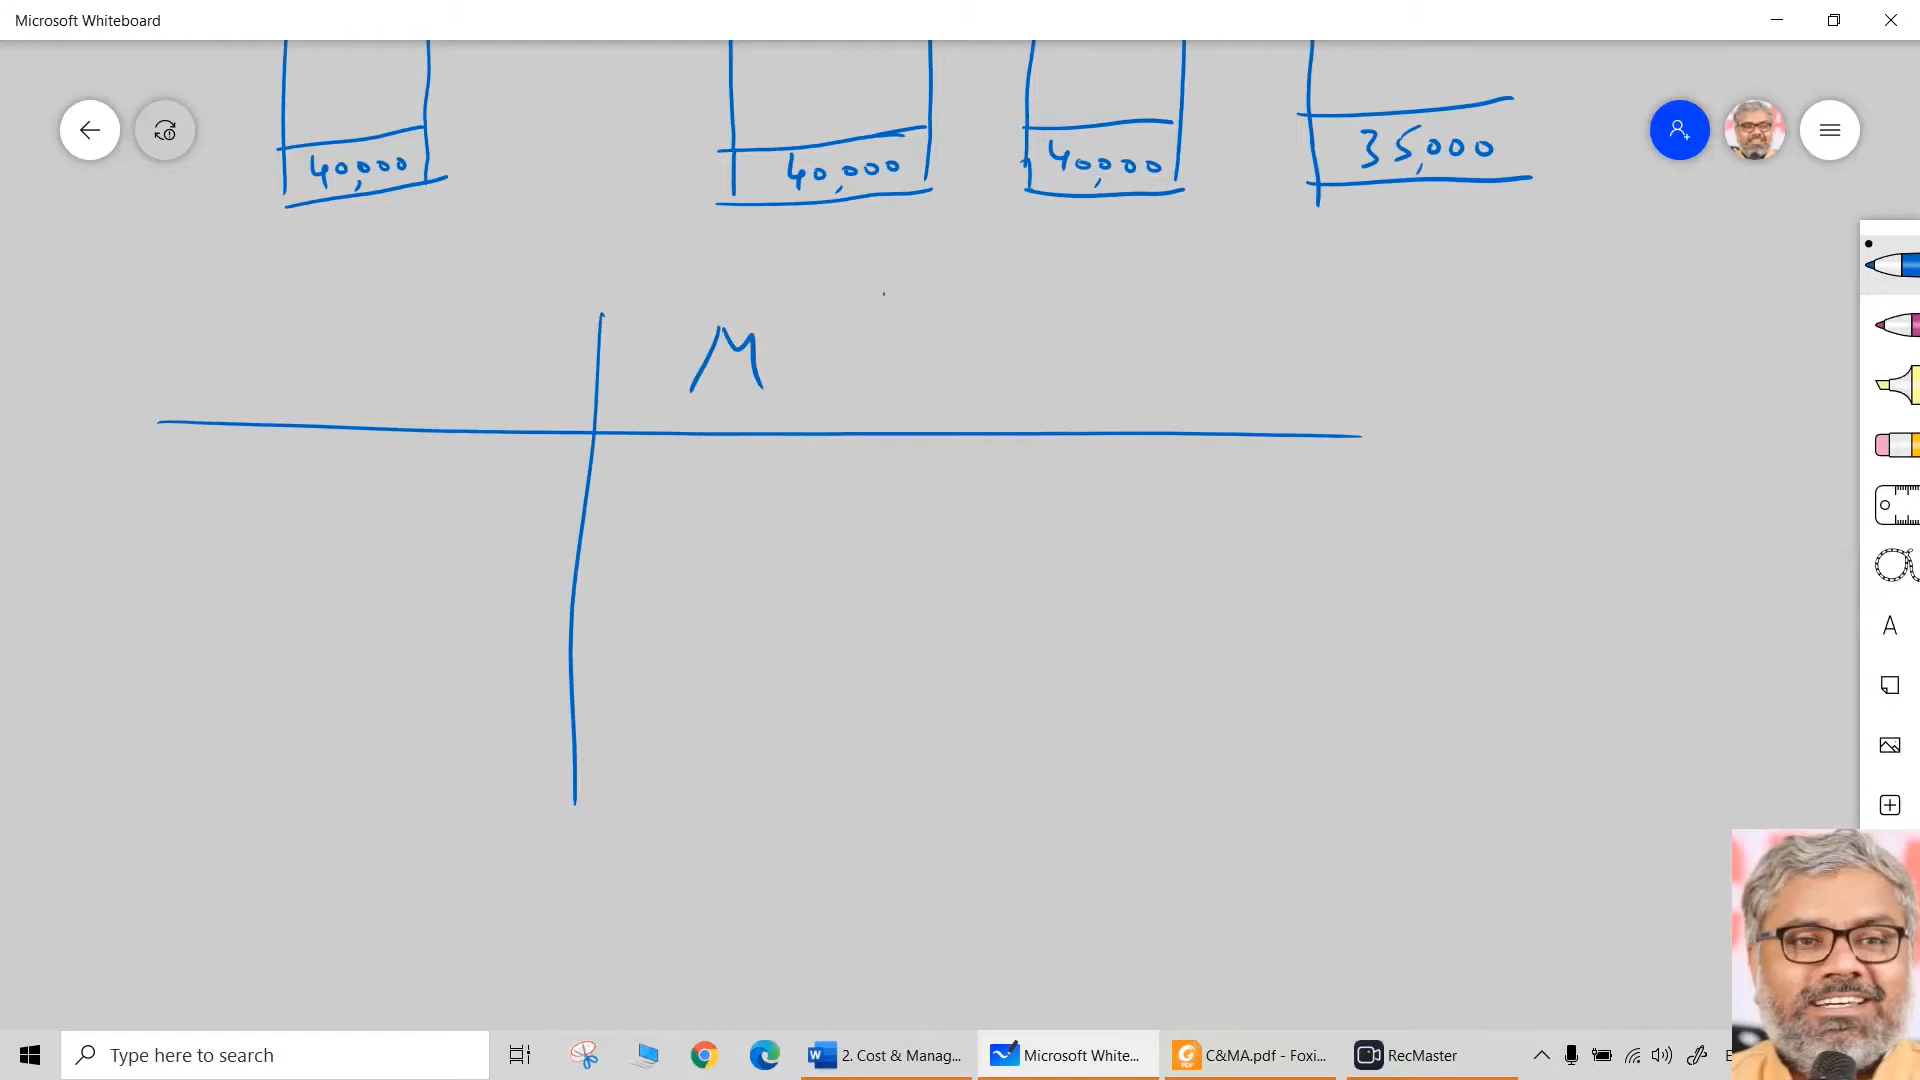 Microsoft Whiteboard
40,000 40,000 40,000 35,000
M
A
Type here to search
2. Cost & Manag... Microsoft White... C&MA.pdf - Foxi... RecMaster E